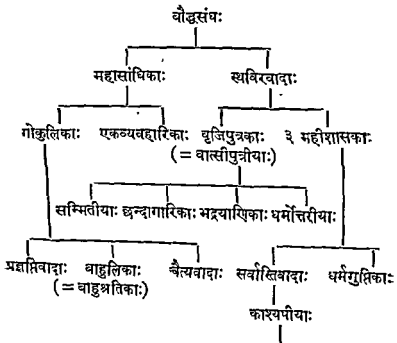 बौद्धसंघः
महासांधिकाः स्थविरवादाः
गोकुलिकाः एकव्यवहारिकाः वृजिपुत्रकाः ३ महीशासकाः
(= वात्सीपुत्रीयाः)
सम्मितीयाः छन्दागारिकाः भद्रयाणिकाः धर्मोत्तरीयाः
प्रज्ञप्तिवादाः बाहुलिकाः चैत्यवादाः सर्वास्तिवादाः धर्मगुप्तिकाः
(= बाहुश्रतिकाः)
काश्यपीयाः